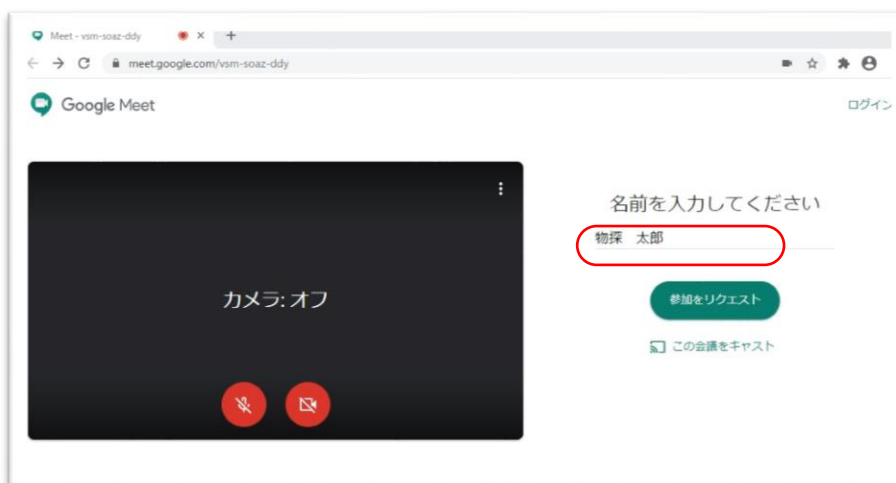 Meet - vsm-soaz-ddy
meet.google.com/vsm-soaz-ddy
Google Meet
ログイン
名前を入力してください
物探　太郎
カメラ: オフ
参加をリクエスト
この会議をキャスト